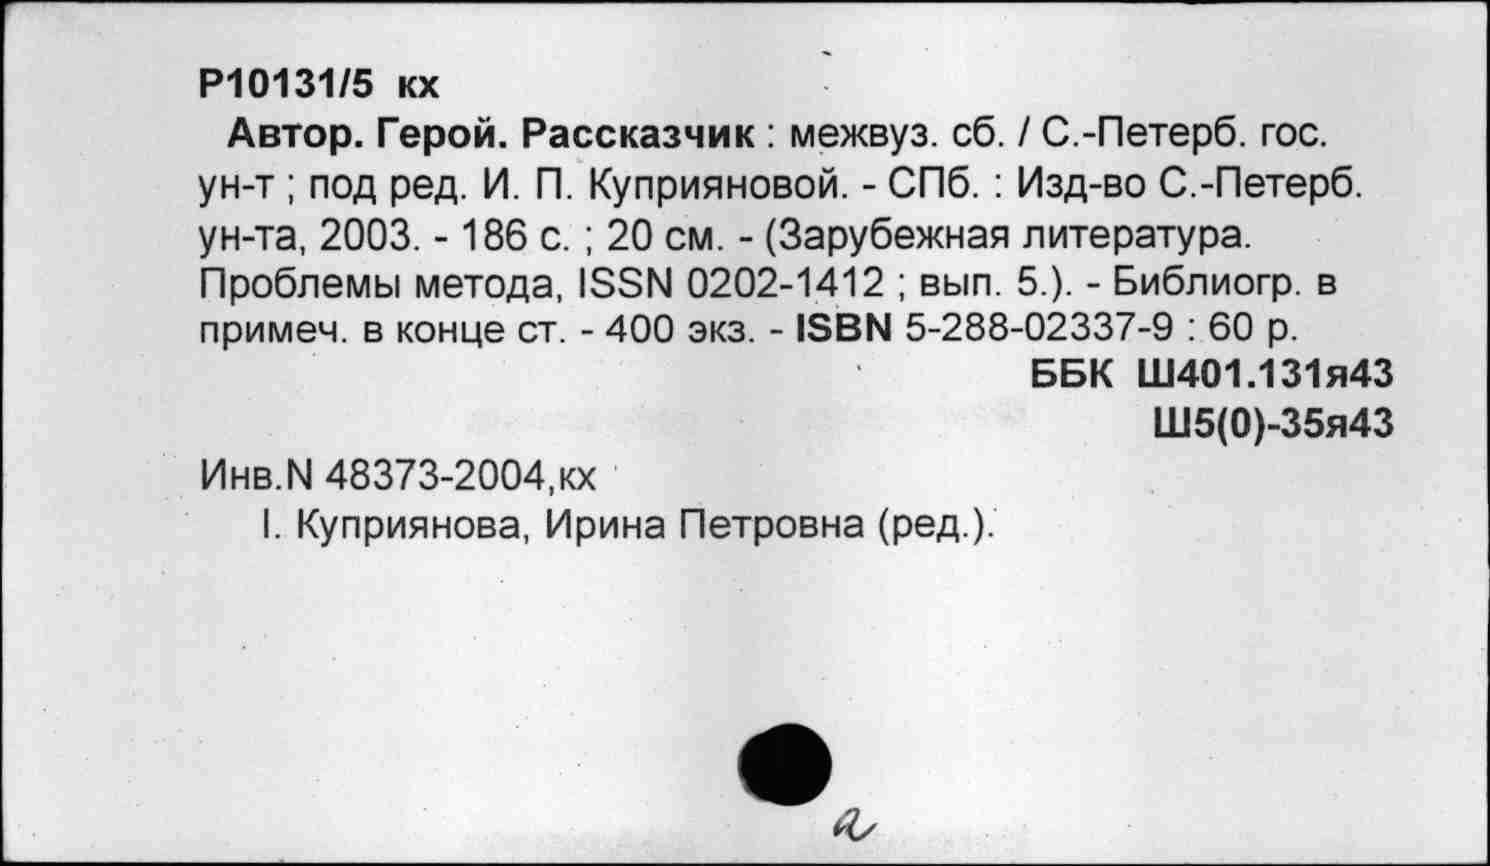 Р10131/5 кх
Автор. Герой. Рассказчик : межвуз. сб. / С.-Петерб. гос.
ун-т ; под ред. И. П. Куприяновой. - СПб. : Изд-во С.-Петерб.
ун-та, 2003. - 186 с. ; 20 см. - (Зарубежная литература.
Проблемы метода, ISSN 0202-1412 ; вып. 5.). - Библиогр. в
примеч. в конце ст. - 400 экз. - ISBN 5-288-02337-9 : 60 р.
ББК Ш401.131я43
Ш5(0)-35я43
Инв.N 48373-2004,кх
I. Куприянова, Ирина Петровна (ред.).